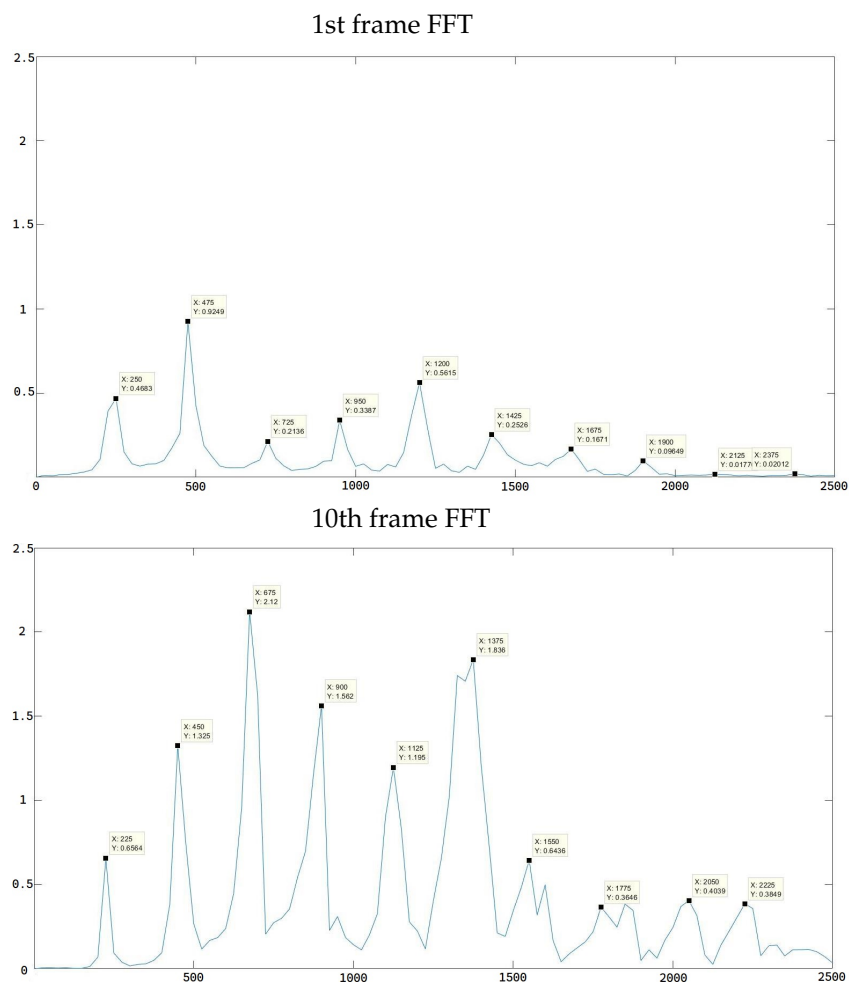 1st frame FFT
2.5
2
1.5
1
0.5
X: 475
Y: 0.9249
X: 250
Y: 0.4683
X: 725
Y: 0.2136
X: 950
Y: 0.3387
X: 1200
Y: 0.5615
X: 1425
Y: 0.2526
X: 1675
Y: 0.1671
X: 1900
Y: 0.09649
X: 2125
Y: 0.0177
X: 2375
Y: 0.02012
0
500
1000
1500
2000
2500
10th frame FFT
2.5
2
1.5
1
0.5
0
X: 225
Y: 0.6564
X: 450
Y: 1.325
X: 675
Y: 2.12
X: 900
Y: 1.562
X: 1125
Y: 1.195
X: 1375
Y: 1.836
X: 1550
Y: 0.6436
X: 1775
Y: 0.3646
X: 2050
Y: 0.4039
X: 2225
Y: 0.3849
500
1000
1500
2000
2500